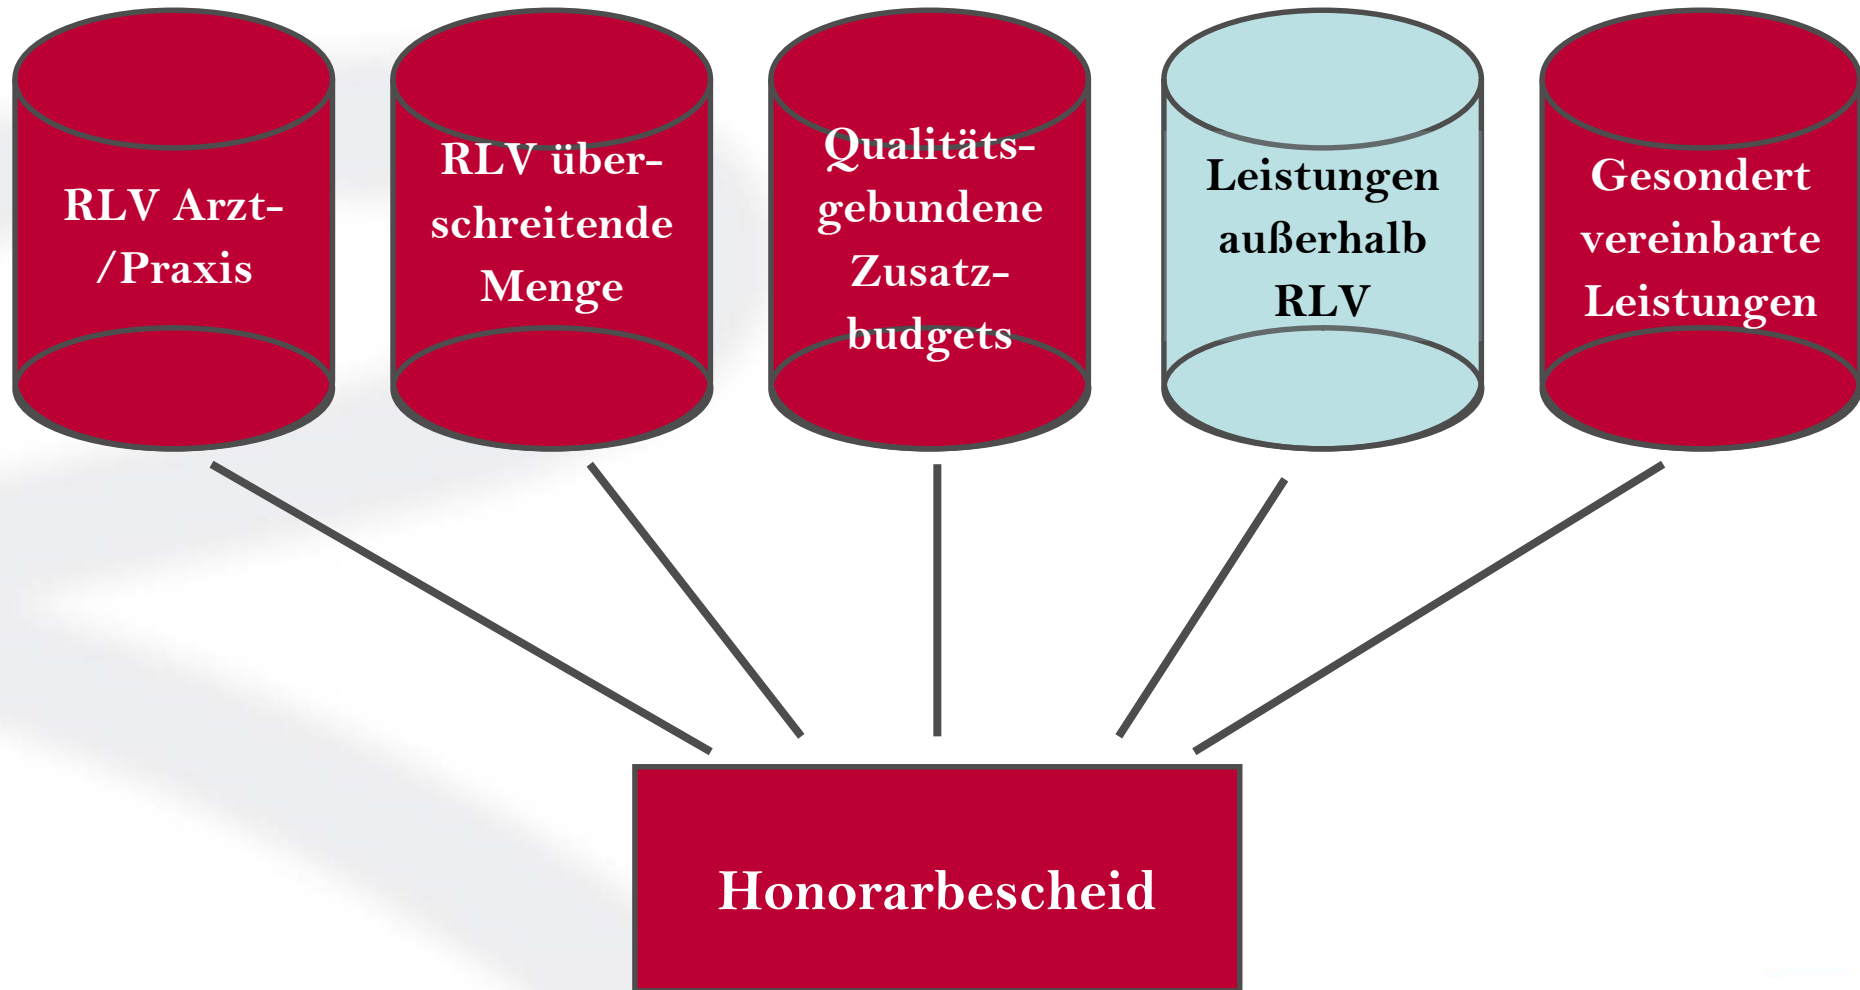 RLV Arzt-
/Praxis
RLV über-
schreitende
Menge
Qualitäts-
gebundene
Zusatz-
budgets
Leistungen
außerhalb
RLV
Gesondert
vereinbarte
Leistungen
Honorarbescheid